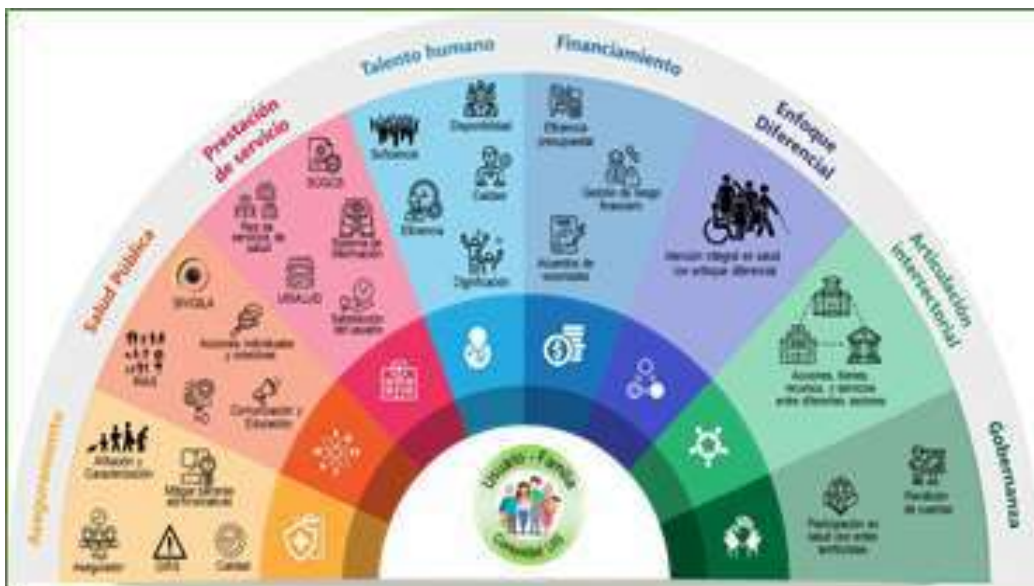 Aseguramiento
Afiliación y
Caracterización
Mitigar barreras
administrativas
Asegurador
Calidad
Salud Pública
SIVIGILA
Acciones individuales
y colectivas
RIAS
Comunicación y
Educación
Prestación
de servicio
SOGCS
Red de
servicios de
salud
Sistema de
información
Satisfacción
del usuario
Talento humano
Suficiencia
Disponibilidad
Eficiencia
Calidad
Dignificación
Financiamiento
Eficiencia
presupuestal
Gestión de riesgo
financiero
Acuerdos de
voluntades
Enfoque
Diferencial
Atención integral en salud
con enfoque diferencial
Articulación
intersectorial
Acciones, bienes,
recursos, y servicios
entre diferentes sectores
Gobernanza
Participación en
salud con entes
territoriales
Rendición
de cuentas
Usuario - Familia
Comunidad